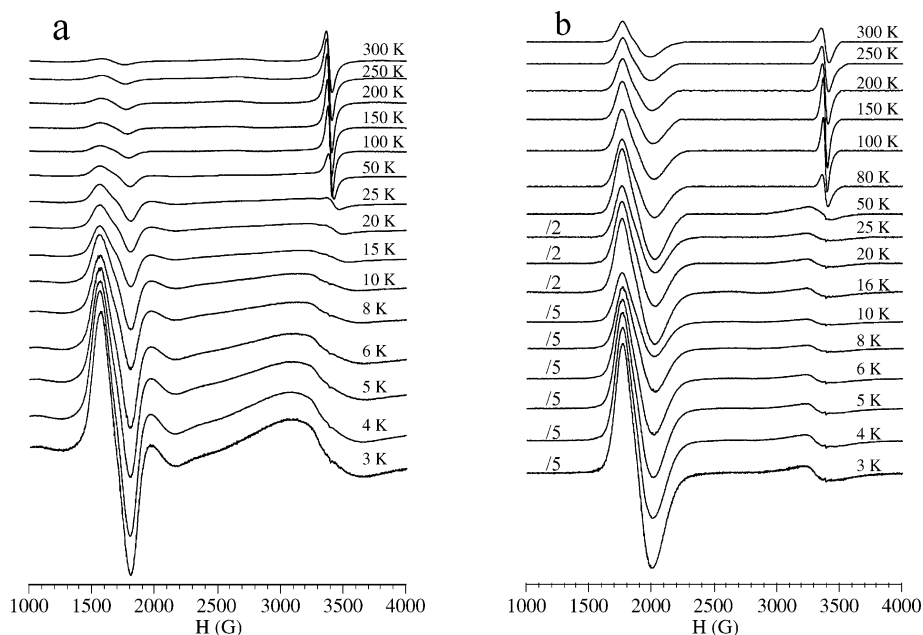 a
300 K
250 K
200 K
150 K
100 K
50 K
25 K
20 K
15 K
10 K
8 K
6 K
5 K
4 K
3 K
1000 1500 2000 2500 3000 3500 4000
H (G)
b
300 K
250 K
200 K
150 K
100 K
80 K
50 K
/2 25 K
/2 20 K
/2 16 K
/5 10 K
/5 8 K
/5 6 K
/5 5 K
/5 4 K
/5 3 K
1000 1500 2000 2500 3000 3500 4000
H (G)